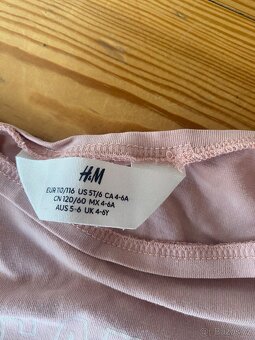 H&M
EUR 110/116 US 5T/6 CA 4-6A
CN 120/60 MX 4-6A
AUS 5-6 UK 4-6Y